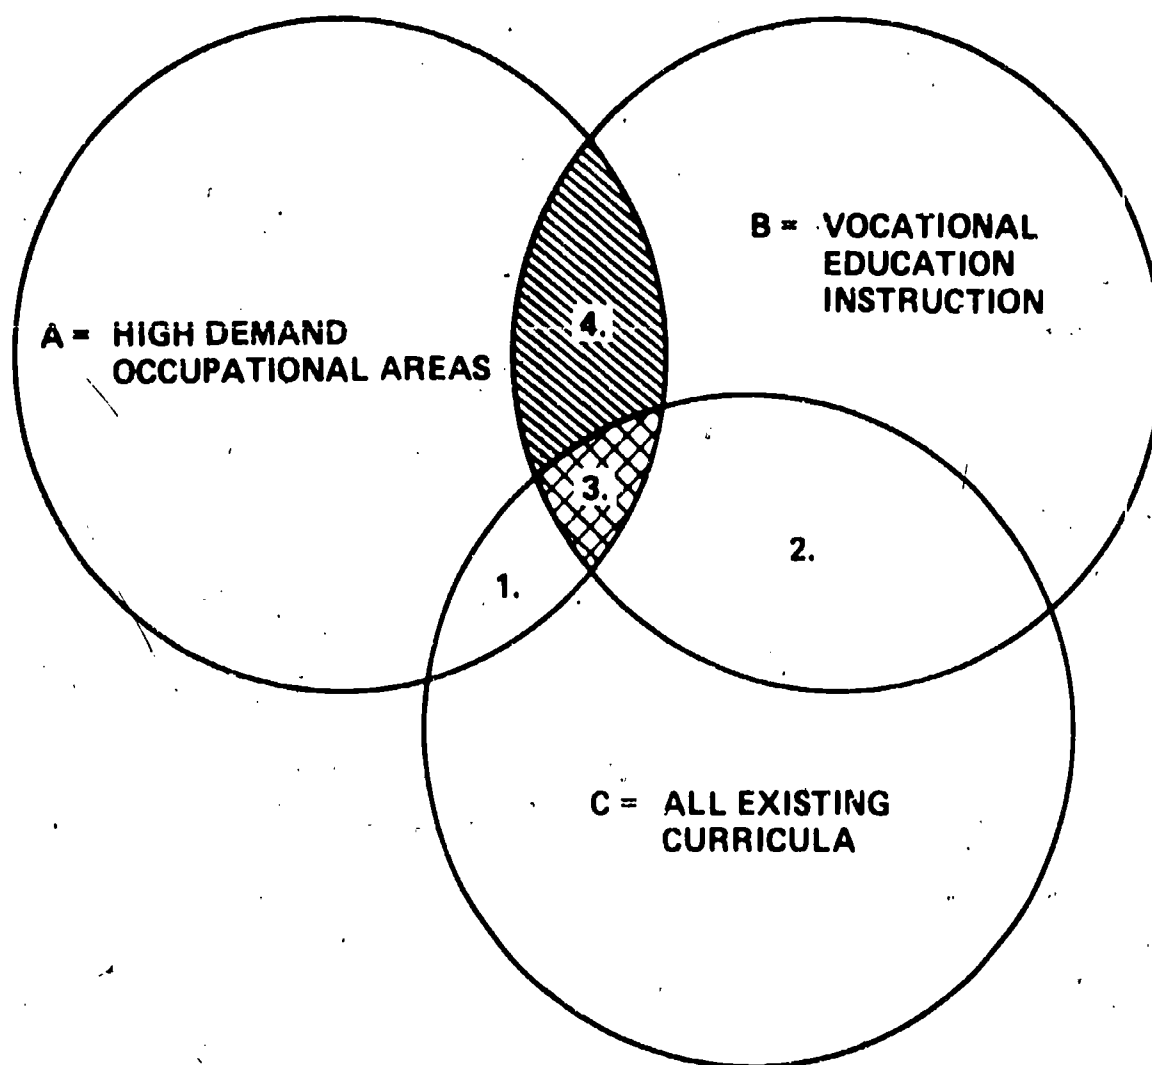 A = HIGH DEMAND
OCCUPATIONAL AREAS
B = VOCATIONAL
EDUCATION
INSTRUCTION
4.
3.
2.
1.
C = ALL EXISTING
CURRICULA